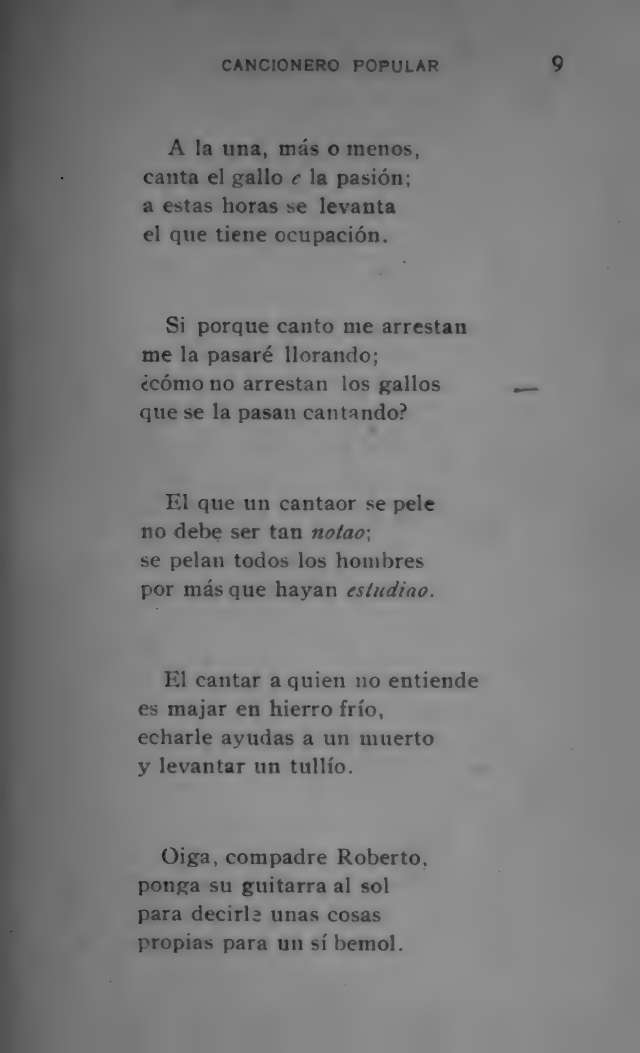 CANCIONERO POPULAR 9
A la una, más o menos,
canta el gallo e la pasión;
a estas horas se levanta
el que tiene ocupación.
Si porque canto me arrestan
me la pasaré llorando;
¿cómo no arrestan los gallos
que se la pasan cantando?
El que un cantaor se pele
no debe ser tan notao;
se pelan todos los hombres
por más que hayan estudiao.
El cantar a quien no entiende
es majar en hierro frío,
echarle ayudas a un muerto
y levantar un tullío.
Oiga, compadre Roberto,
ponga su guitarra al sol
para decirle unas cosas
propias para un sí bemol.